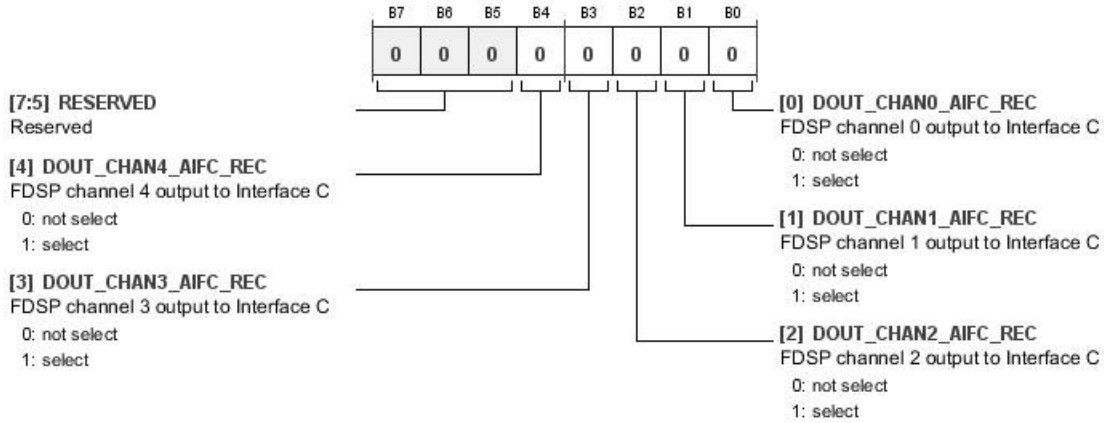 B7 B6 B5 B4 B3 B2 B1 B0
0 0 0 0 0 0 0 0
[7:5] RESERVED
Reserved
[4] DOUT_CHAN4_AIFC_REC
FDSP channel 4 output to Interface C
0: not select
1: select
[3] DOUT_CHAN3_AIFC_REC
FDSP channel 3 output to Interface C
0: not select
1: select
[0] DOUT_CHAN0_AIFC_REC
FDSP channel 0 output to Interface C
0: not select
1: select
[1] DOUT_CHAN1_AIFC_REC
FDSP channel 1 output to Interface C
0: not select
1: select
[2] DOUT_CHAN2_AIFC_REC
FDSP channel 2 output to Interface C
0: not select
1: select